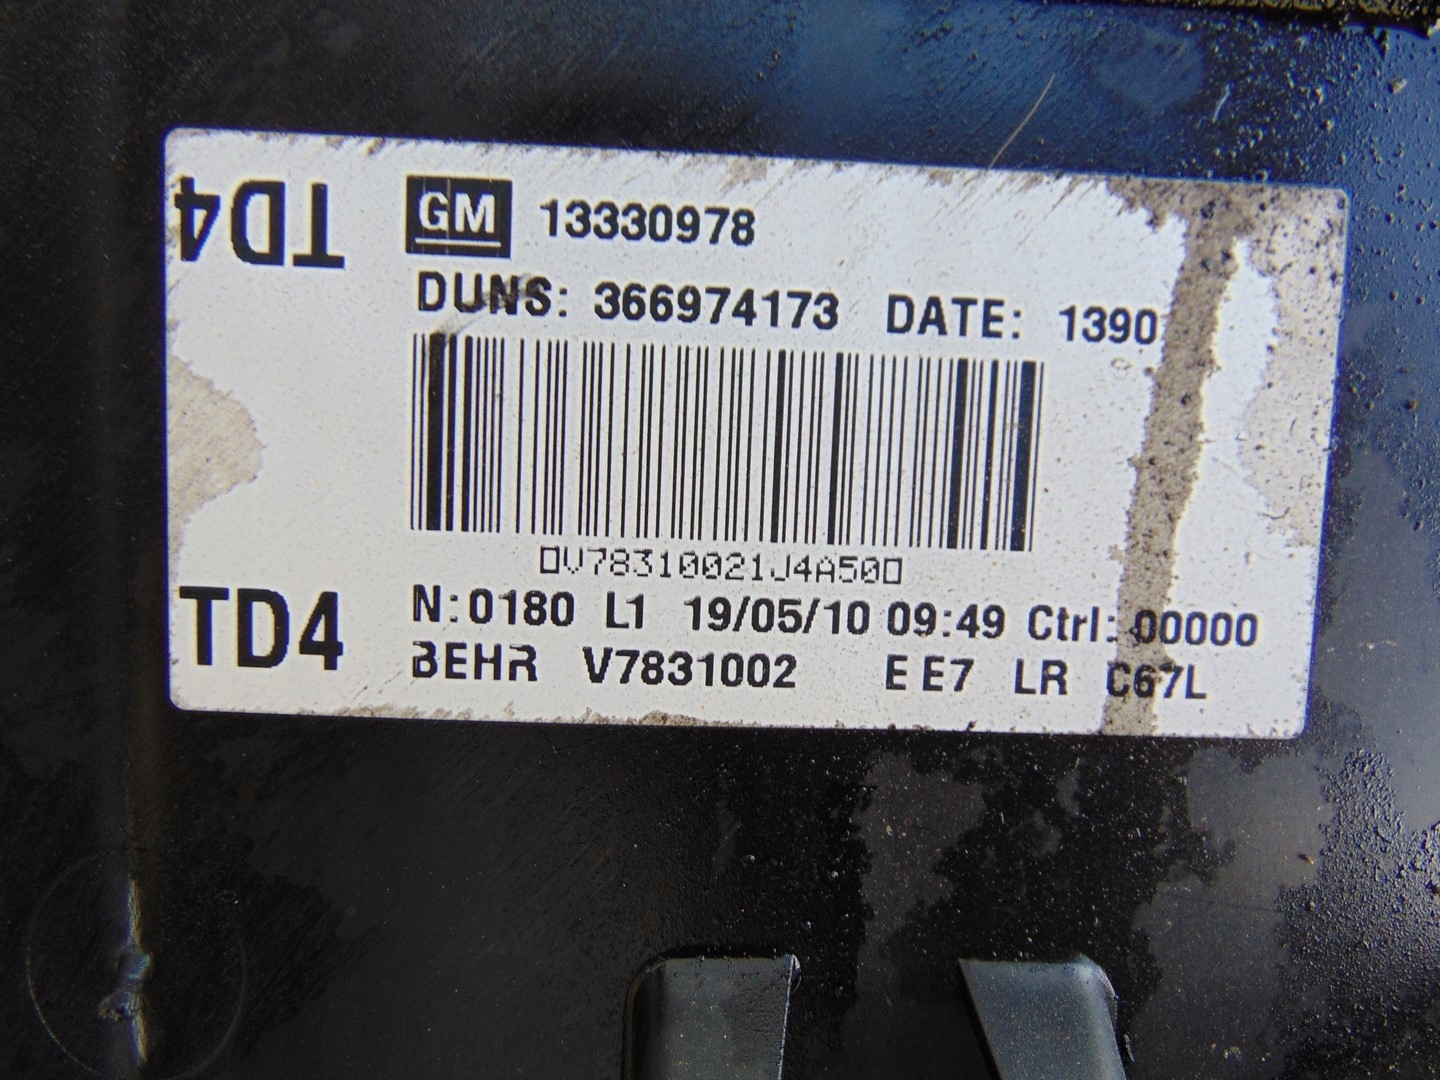 TD4
GM 13330978
DUNS: 366974173 DATE: 1390
V78310021J4A50
TD4
N:0180 L1 19/05/10 09:49 Ctrl: 00000
BEHR V7831002 E E7 LR C67L